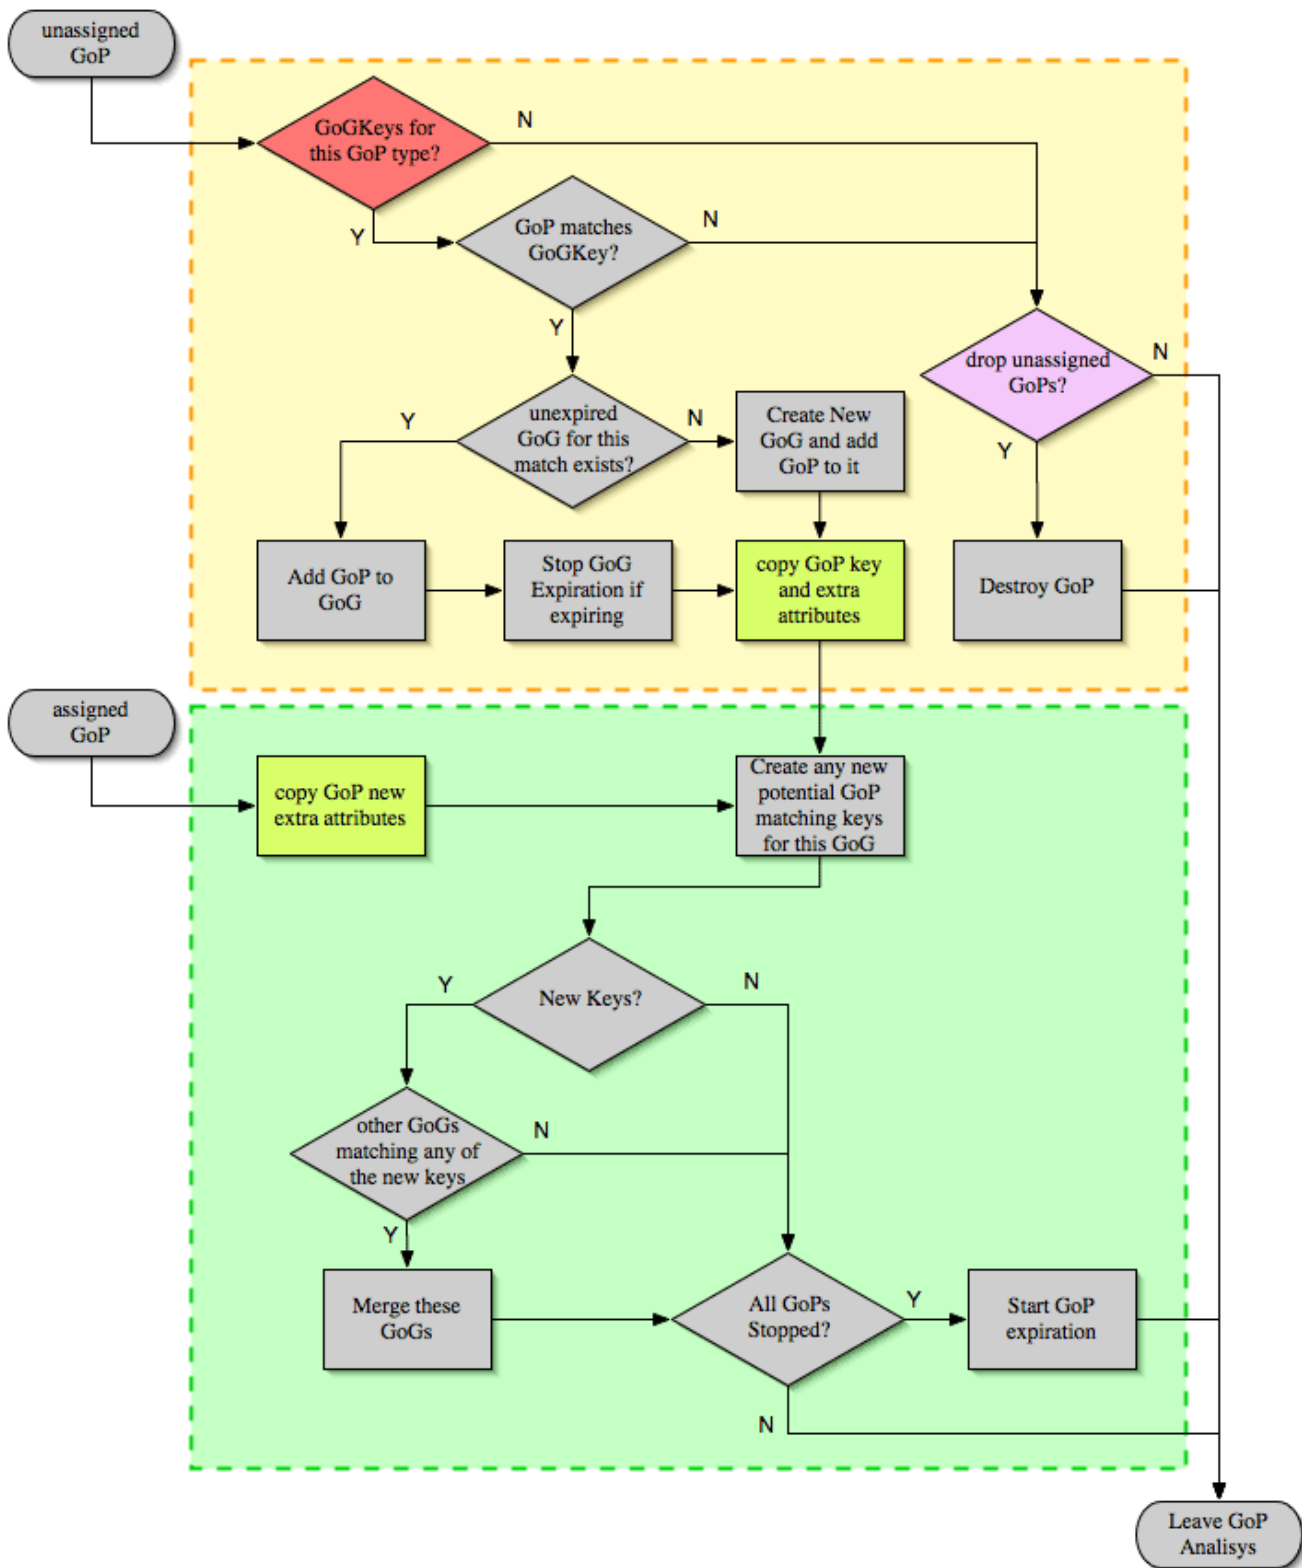 unassigned
GoP
GoGKeys for
this GoP type?
N
Y
GoP matches
GoGKey?
N
Y
drop unassigned
GoPs?
N
Y
unexpired
GoG for this
match exists?
Y
N
Create New
GoG and add
GoP to it
Add GoP to
GoG
Stop GoG
Expiration if
expiring
copy GoP key
and extra
attributes
Destroy GoP
assigned
GoP
copy GoP new
extra attributes
Create any new
potential GoP
matching keys
for this GoG
New Keys?
Y
N
other GoGs
matching any of
the new keys
N
Y
Merge these
GoGs
All GoPs
Stopped?
Y
N
Start GoP
expiration
Leave GoP
Analisys